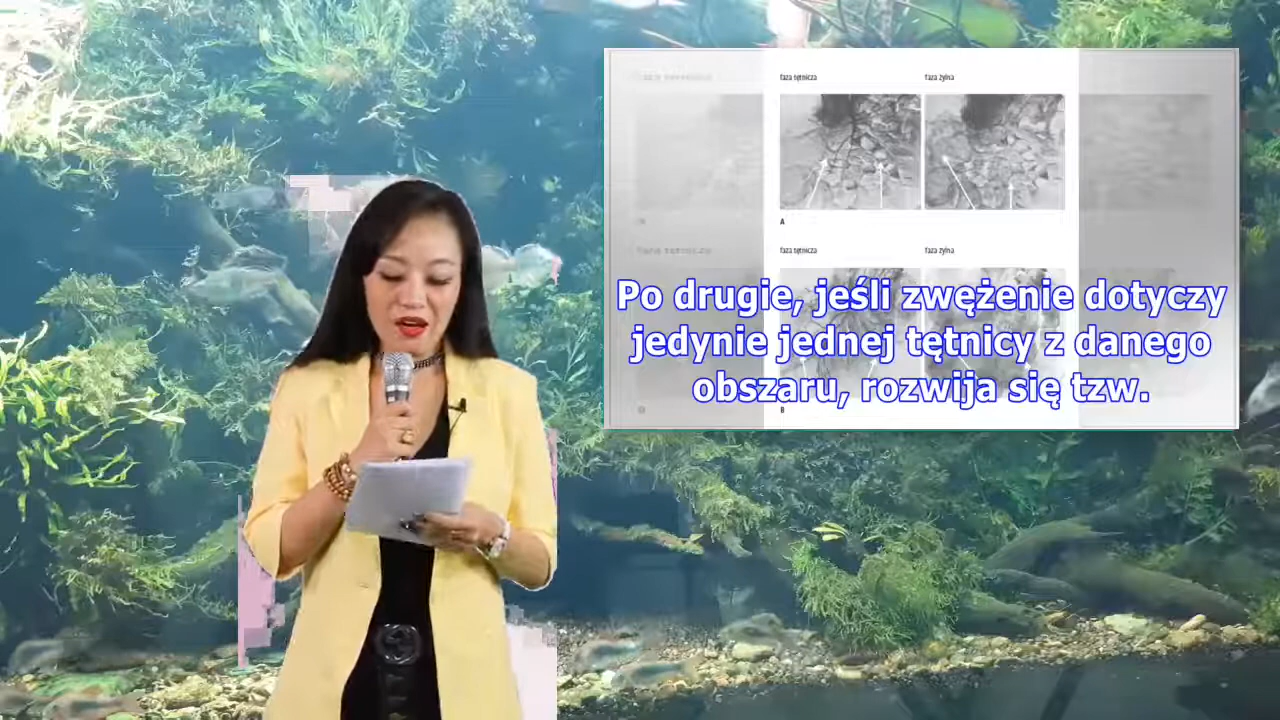 faza tętnicza faza żylna
A
faza tętnicza faza żylna
Po drugie, jeśli zwężenie dotyczy
jedynie jednej tętnicy z danego
obszaru, rozwija się tzw.
B